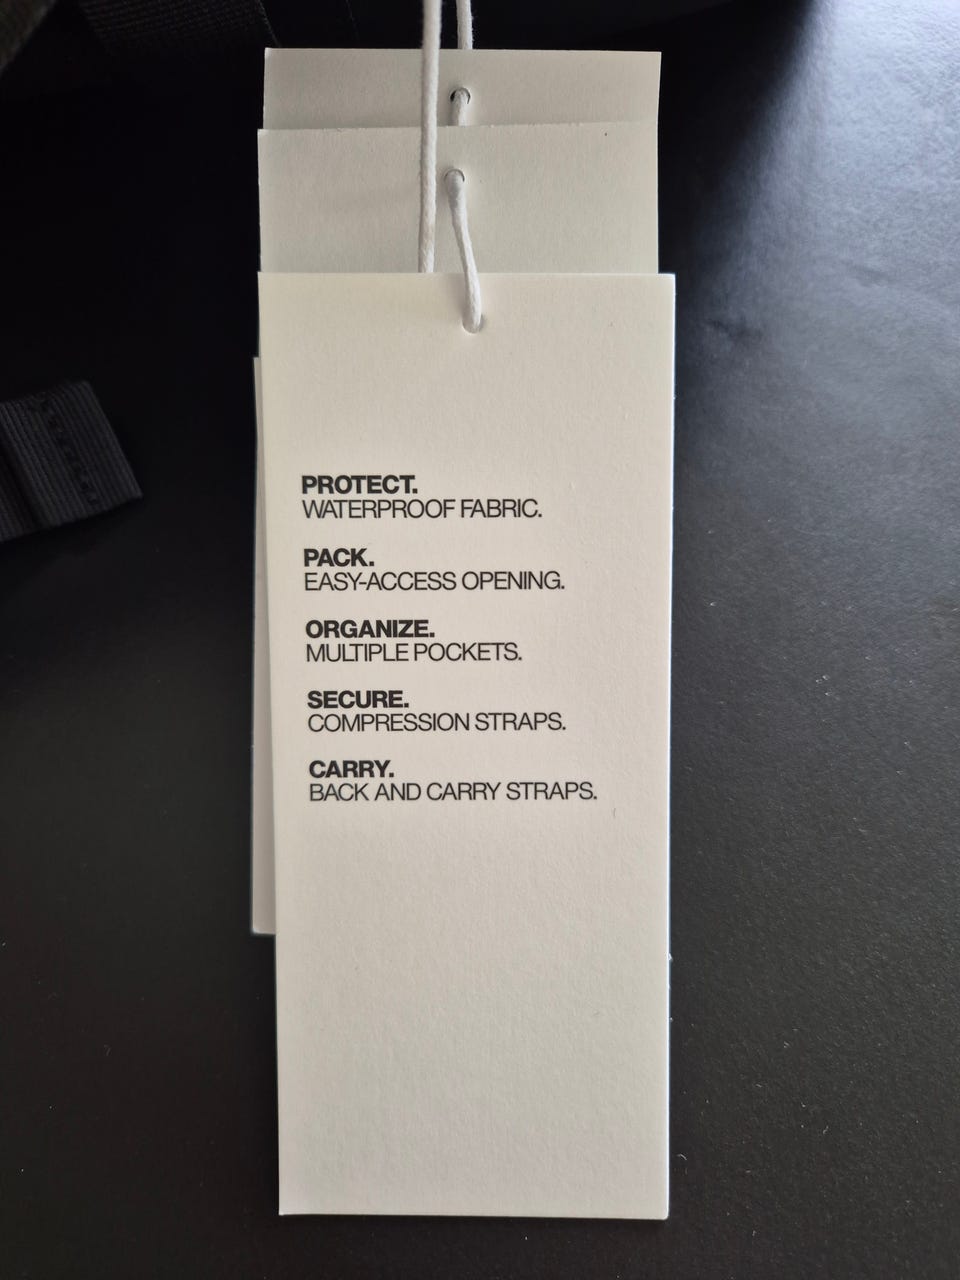 PROTECT.
WATERPROOF FABRIC.
PACK.
EASY-ACCESS OPENING.
ORGANIZE.
MULTIPLE POCKETS.
SECURE.
COMPRESSION STRAPS.
CARRY.
BACK AND CARRY STRAPS.